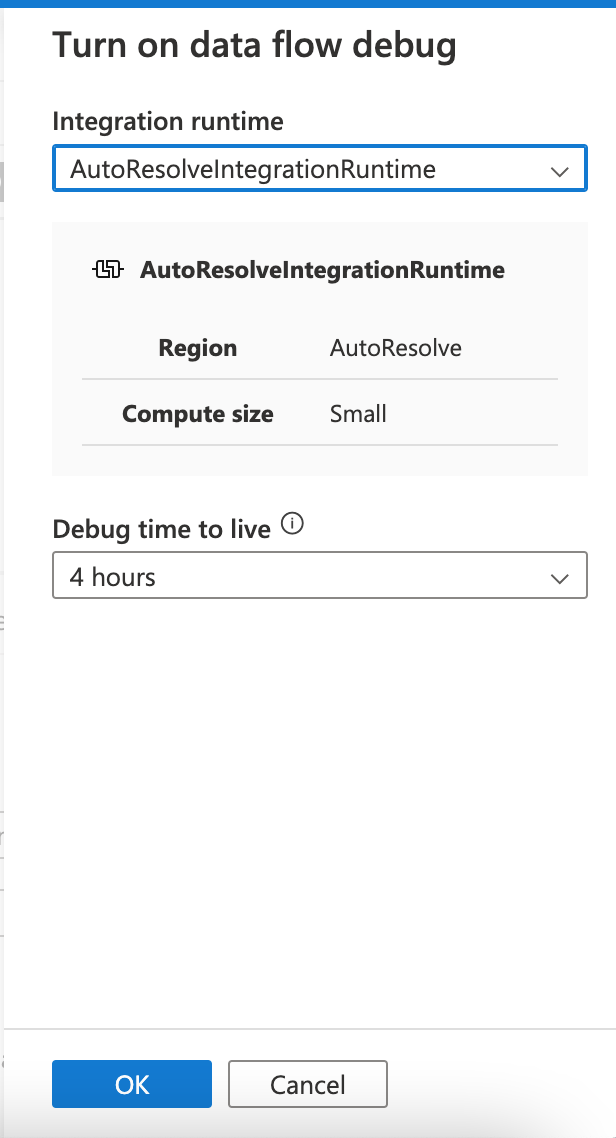 Turn on data flow debug
Integration runtime
AutoResolveIntegrationRuntime
AutoResolveIntegrationRuntime
Region AutoResolve
Compute size Small
Debug time to live
4 hours
OK Cancel